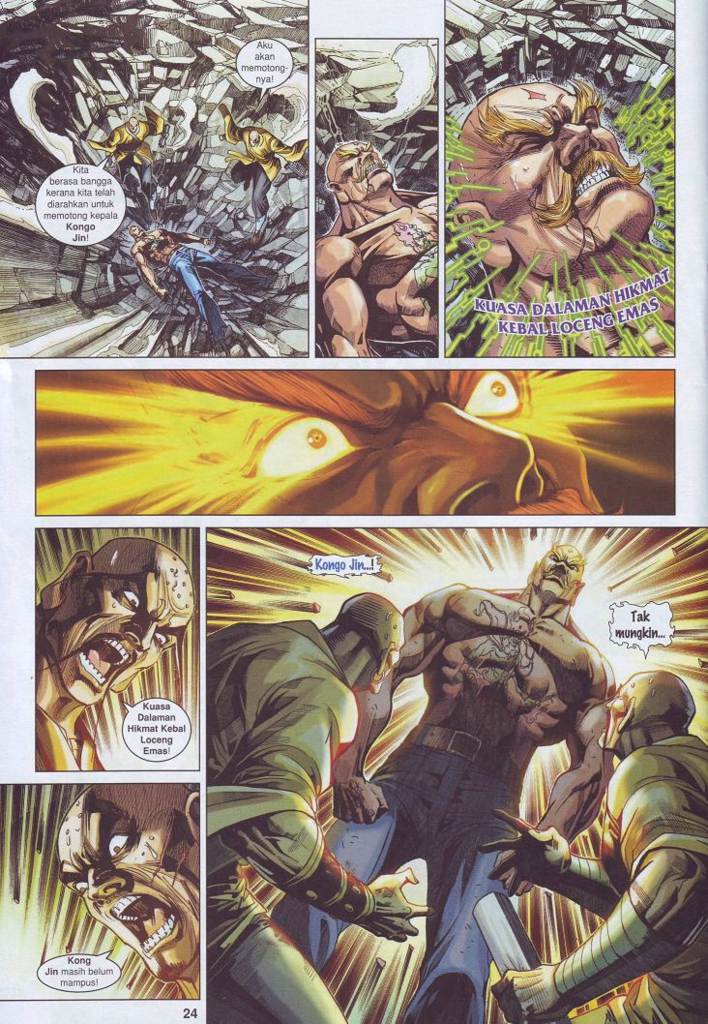 Aku
akan
memotong-
nya!
Kita
berasa bangga
kerana kita telah
diarahkan untuk
memotong kepala
Kongo
Jin!
KUASA DALAMAN HIKMAT
KEBAL LOCENG EMAS
Kuasa
Dalaman
Hikmat Kebal
Loceng
Emas!
Kongo Jin...!
Tak
mungkin...
Kong
Jin masih belum
mampus!
24